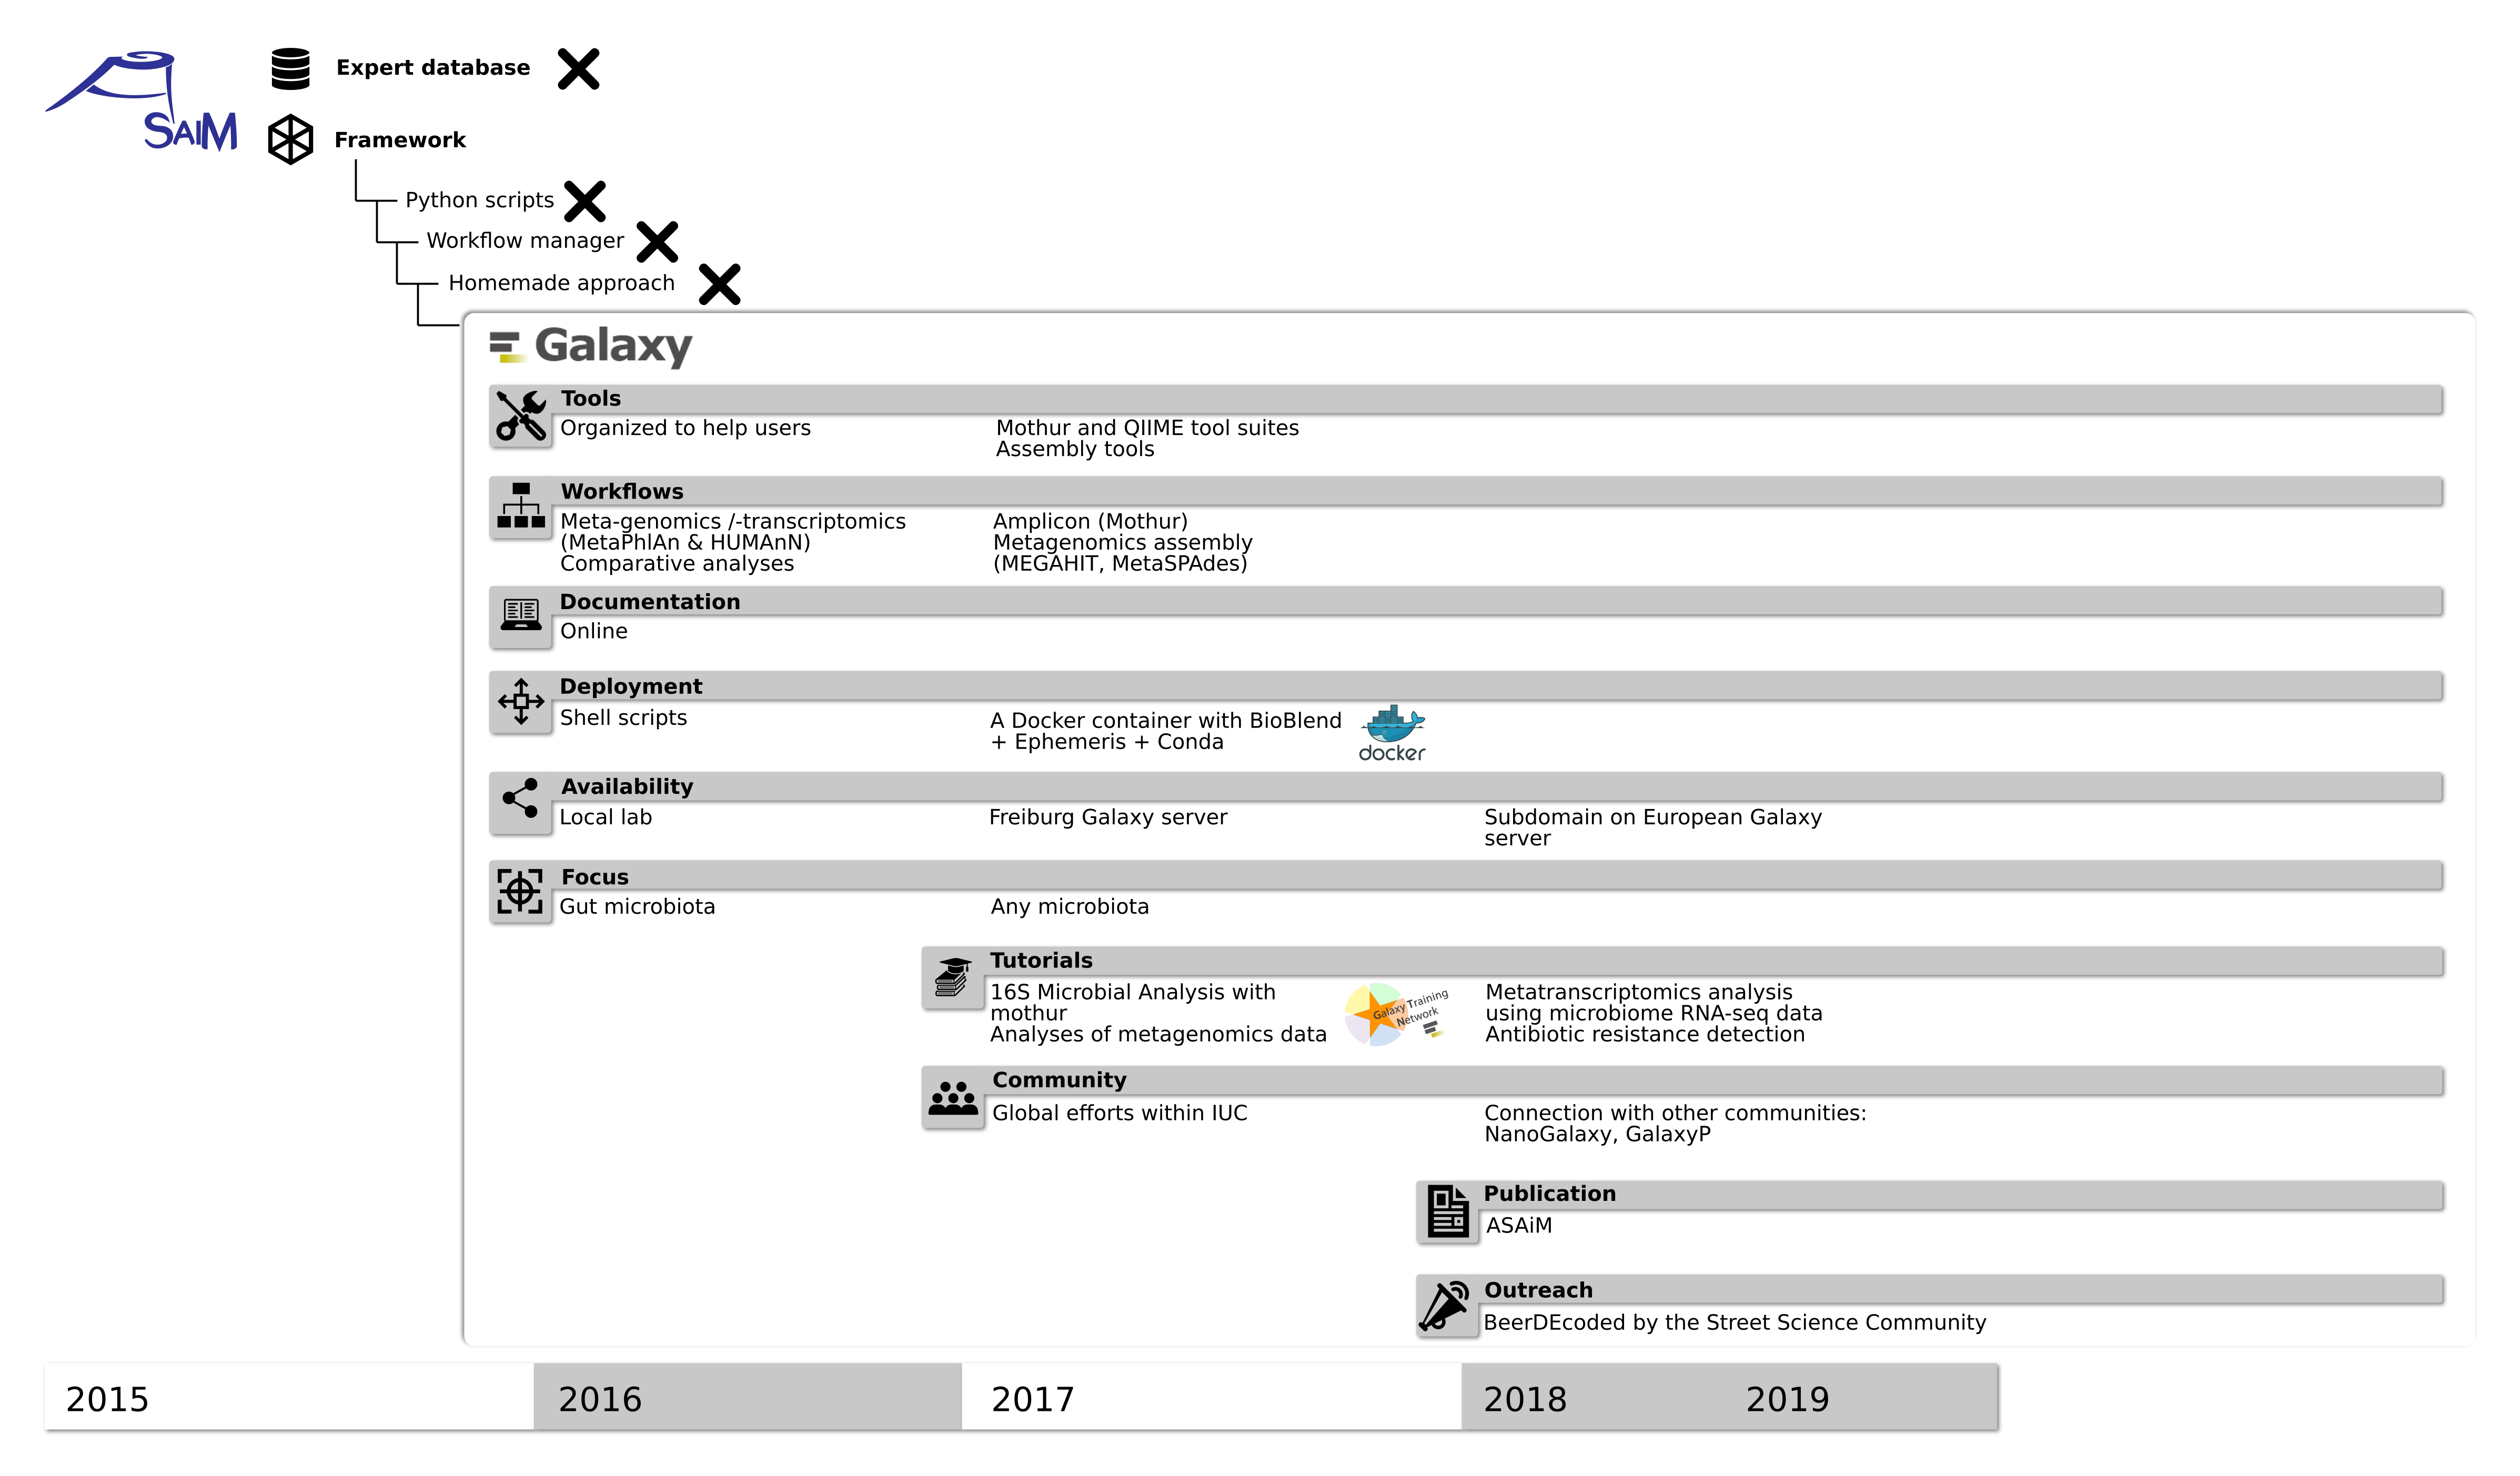 SAIM
Expert database
Framework
Python scripts
Workflow manager
Homemade approach
Galaxy
Tools
Organized to help users
Mothur and QIIME tool suites
Assembly tools
Workflows
Meta-genomics /-transcriptomics
(MetaPhlAn & HUMAnN)
Comparative analyses
Amplicon (Mothur)
Metagenomics assembly
(MEGAHIT, MetaSPAdes)
Documentation
Online
Deployment
Shell scripts
A Docker container with BioBlend
+ Ephemeris + Conda
docker
Availability
Local lab
Freiburg Galaxy server
Subdomain on European Galaxy
server
Focus
Gut microbiota
Any microbiota
Tutorials
16S Microbial Analysis with
mothur
Analyses of metagenomics data
Galaxy Training
Network
Metatranscriptomics analysis
using microbiome RNA-seq data
Antibiotic resistance detection
Community
Global efforts within IUC
Connection with other communities:
NanoGalaxy, GalaxyP
Publication
ASAiM
Outreach
BeerDEcoded by the Street Science Community
2015
2016
2017
2018
2019